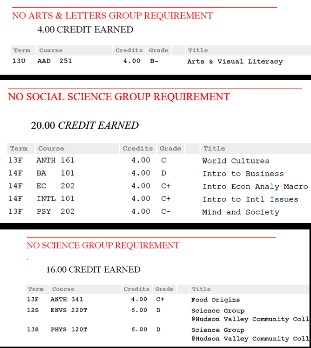 NO ARTS & LETTERS GROUP REQUIREMENT
4.00 CREDIT EARNED
Term Course Credits Grade Title
13U AAD 251 4.00 B- Arts & Visual Literacy
NO SOCIAL SCIENCE GROUP REQUIREMENT
20.00 CREDIT EARNED
Term Course Credits Grade Title
13F ANTH 161 4.00 C World Cultures
14F BA 101 4.00 D Intro to Business
14F EC 202 4.00 C+ Intro Econ Analy Macro
14F INTL 101 4.00 C+ Intro to Intl Issues
13F PSY 202 4.00 C- Mind and Society
NO SCIENCE GROUP REQUIREMENT
16.00 CREDIT EARNED
Term Course Credits Grade Title
13F ANTH 341 4.00 C+ Food Origins
12S ENVS 220T 6.00 D Science Group
@Hudson Valley Community Coll
13S PHYS 120T 6.00 D Science Group
@Hudson Valley Community Coll